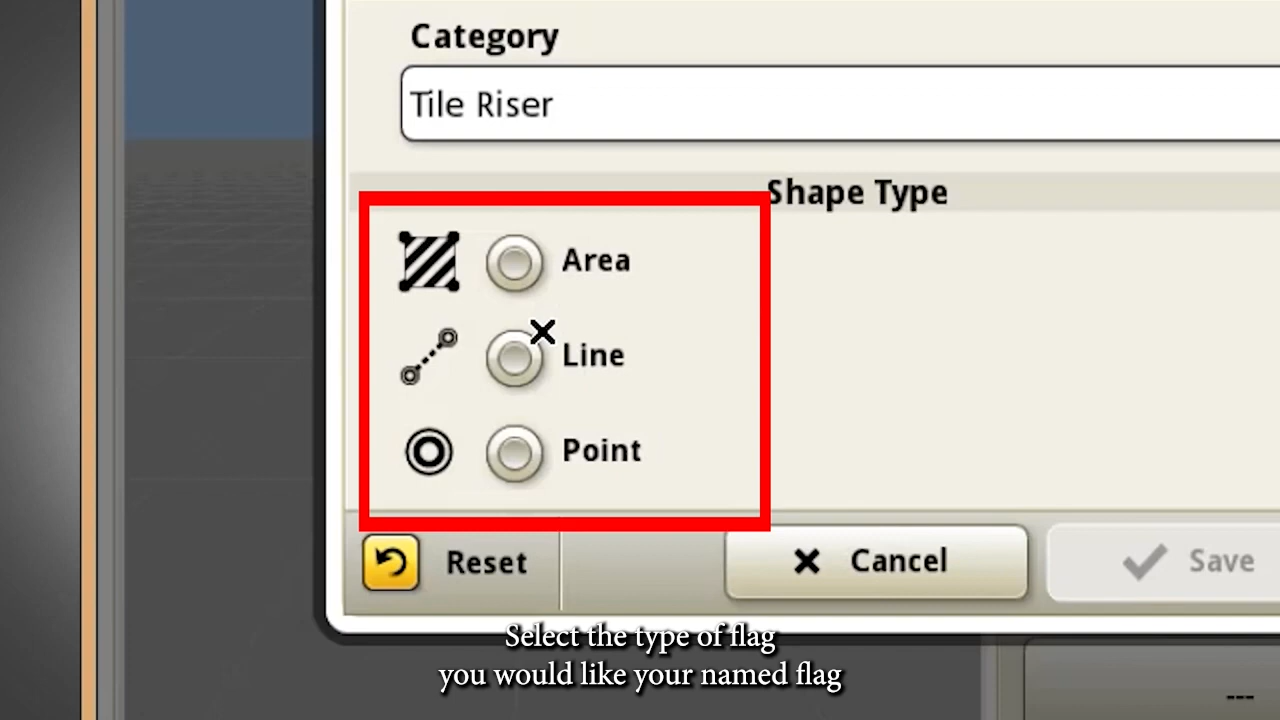 Category
Tile Riser
Shape Type
Area
Line
Point
Reset
Cancel
Save
Select the type of flag
you would like your named flag
---